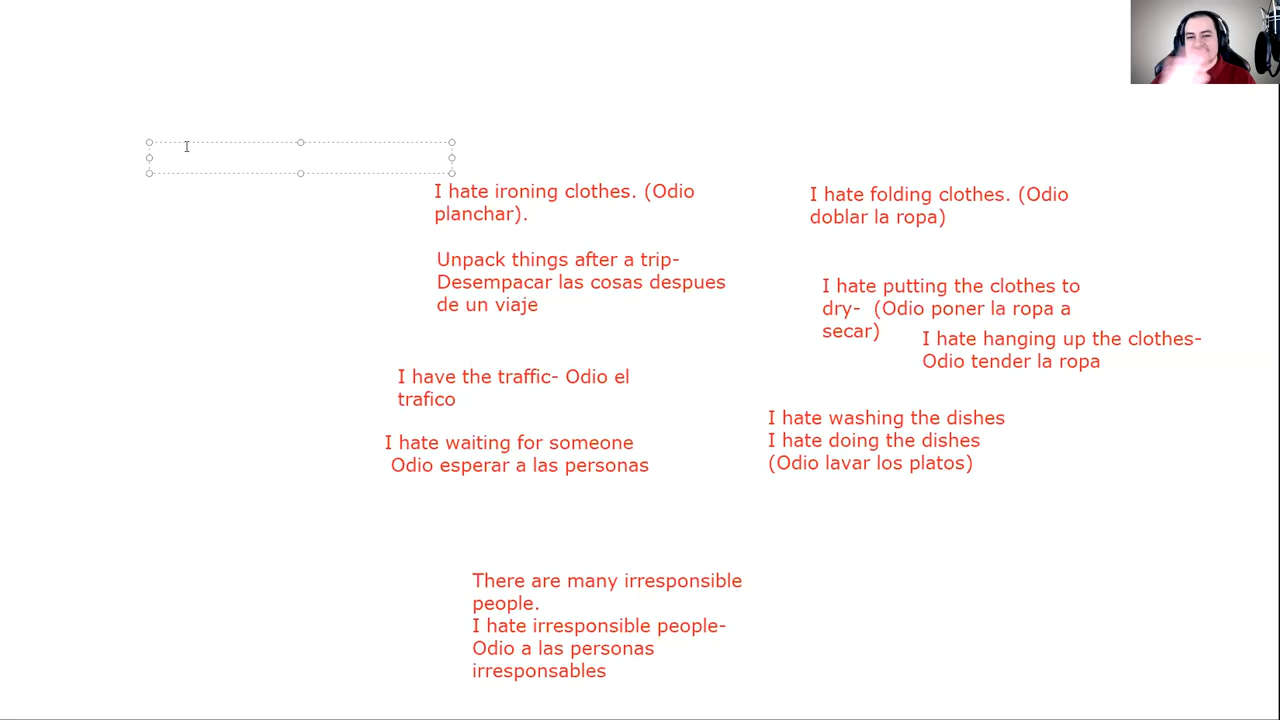 I hate ironing clothes. (Odio
planchar).
I hate folding clothes. (Odio
doblar la ropa)
Unpack things after a trip-
Desempacar las cosas despues
de un viaje
I hate putting the clothes to
dry-  (Odio poner la ropa a
secar)
I hate hanging up the clothes-
Odio tender la ropa
I have the traffic- Odio el
trafico
I hate waiting for someone
Odio esperar a las personas
I hate washing the dishes
I hate doing the dishes
(Odio lavar los platos)
There are many irresponsible
people.
I hate irresponsible people-
Odio a las personas
irresponsables